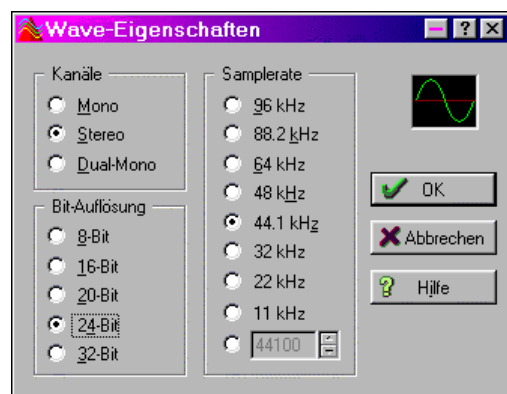 Wave-Eigenschaften
Kanäle
Mono
Stereo
Dual-Mono
Bit-Auflösung
8-Bit
16-Bit
20-Bit
24-Bit
32-Bit
Samplerate
96 kHz
88.2 kHz
64 kHz
48 kHz
44.1 kHz
32 kHz
22 kHz
11 kHz
44100
OK
Abbrechen
Hilfe